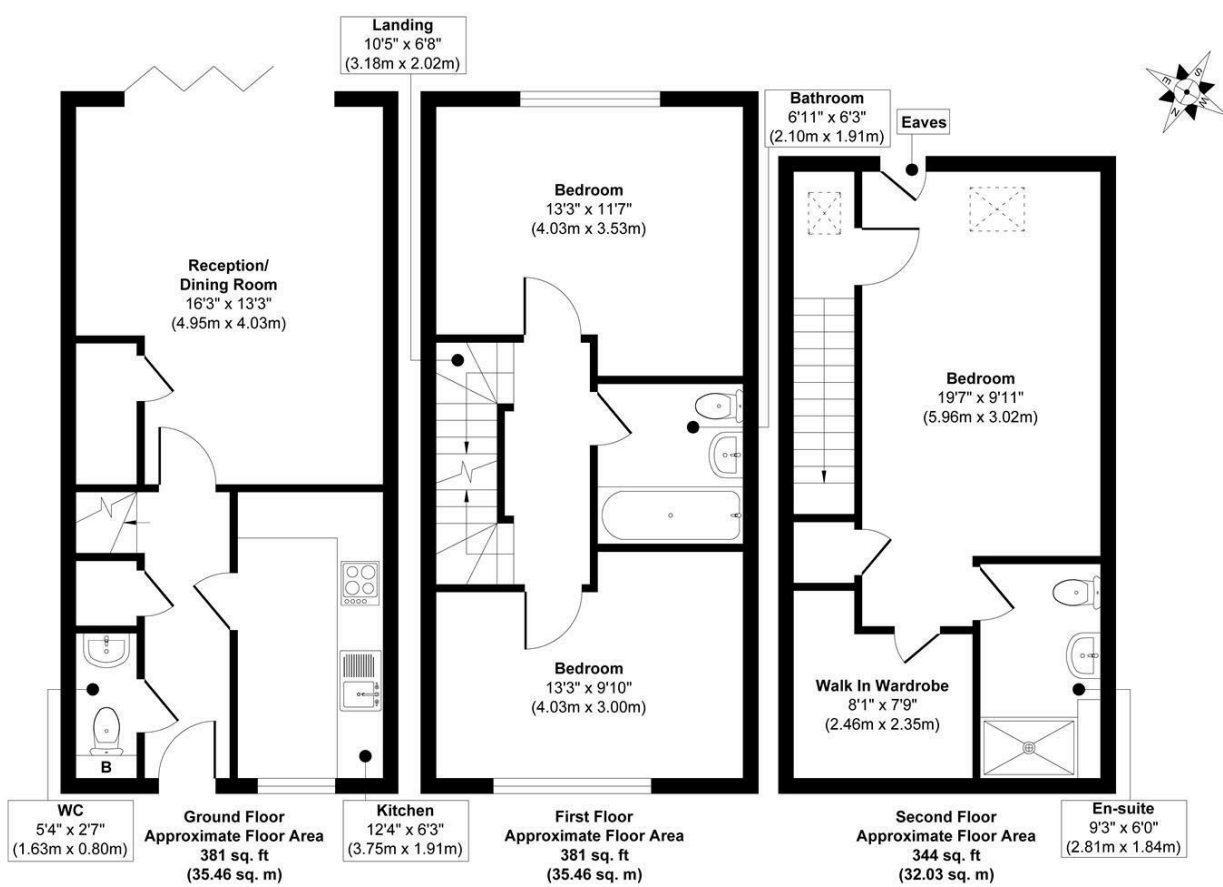 Landing
10'5" x 6'8"
(3.18m x 2.02m)
Bathroom
6'11" x 6'3"
(2.10m x 1.91m)
Eaves
S
E
W
N
Reception/
Dining Room
16'3" x 13'3"
(4.95m x 4.03m)
Bedroom
13'3" x 11'7"
(4.03m x 3.53m)
Bedroom
19'7" x 9'11"
(5.96m x 3.02m)
Bedroom
13'3" x 9'10"
(4.03m x 3.00m)
Walk In Wardrobe
8'1" x 7'9"
(2.46m x 2.35m)
B
WC
5'4" x 2'7"
(1.63m x 0.80m)
Ground Floor
Approximate Floor Area
381 sq. ft
(35.46 sq. m)
Kitchen
12'4" x 6'3"
(3.75m x 1.91m)
First Floor
Approximate Floor Area
381 sq. ft
(35.46 sq. m)
Second Floor
Approximate Floor Area
344 sq. ft
(32.03 sq. m)
En-suite
9'3" x 6'0"
(2.81m x 1.84m)